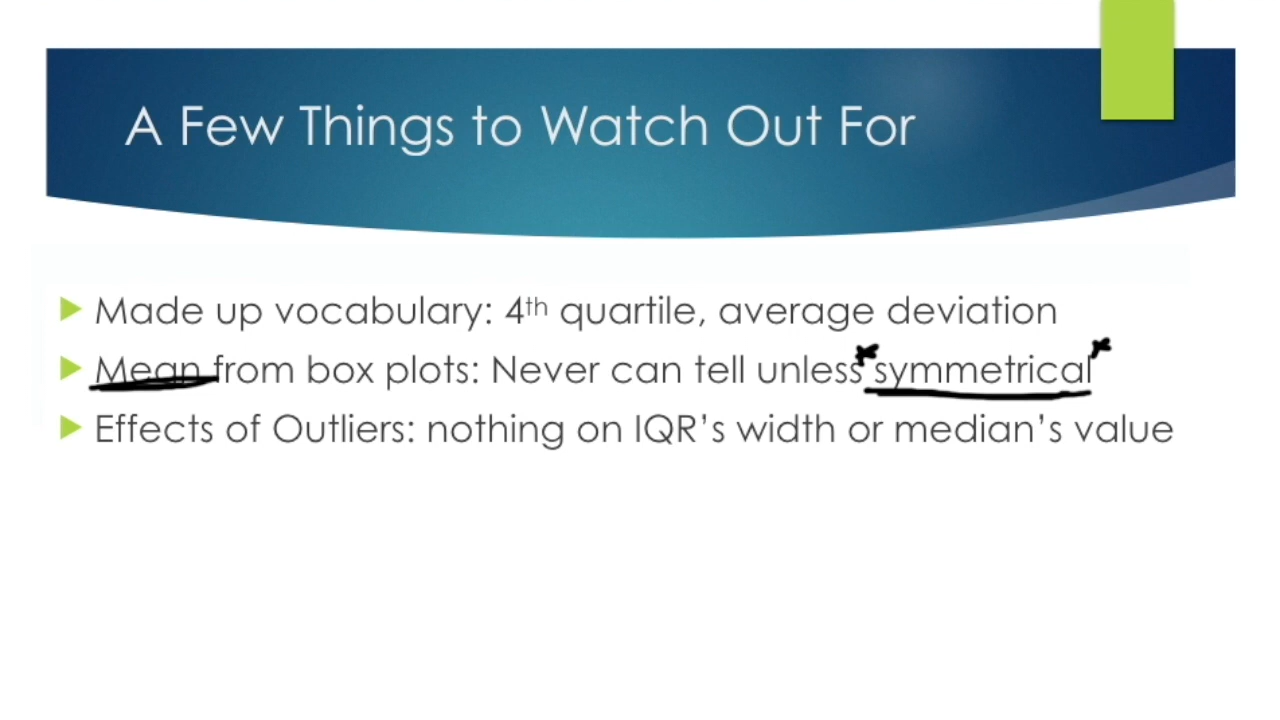 A Few Things to Watch Out For
Made up vocabulary: 4th quartile, average deviation
Mean from box plots: Never can tell unless *symmetrical*
Effects of Outliers: nothing on IQR’s width or median’s value